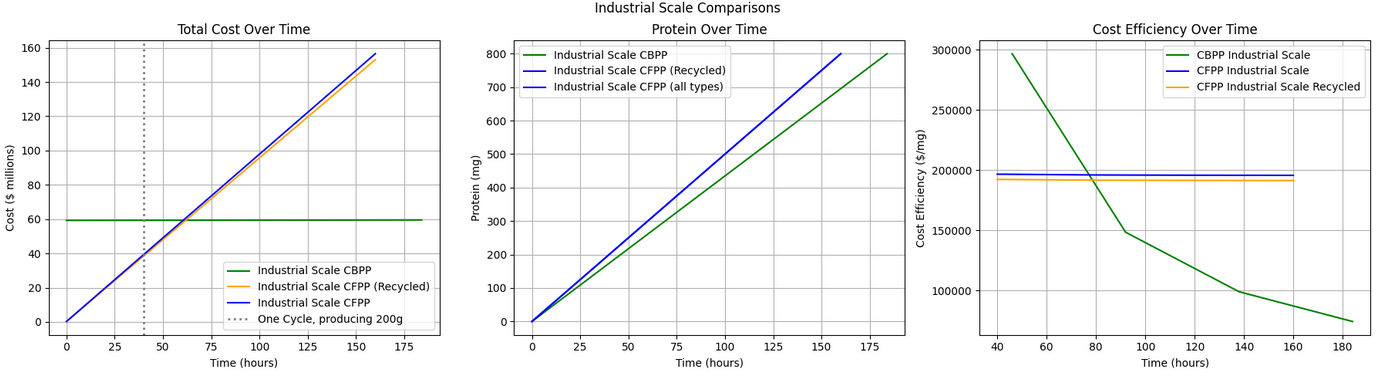 Industrial Scale Comparisons
Total Cost Over Time
Cost ($ millions)
160
140
120
100
80
60
40
20
0
Industrial Scale CBPP
Industrial Scale CFPP (Recycled)
Industrial Scale CFPP
One Cycle, producing 200g
0 25 50 75 100 125 150 175
Time (hours)
Protein Over Time
Protein (mg)
800
700
600
500
400
300
200
100
0
Industrial Scale CBPP
Industrial Scale CFPP (Recycled)
Industrial Scale CFPP (all types)
0 25 50 75 100 125 150 175
Time (hours)
Cost Efficiency Over Time
Cost Efficiency ($/mg)
300000
250000
200000
150000
100000
CBPP Industrial Scale
CFPP Industrial Scale
CFPP Industrial Scale Recycled
40 60 80 100 120 140 160 180
Time (hours)